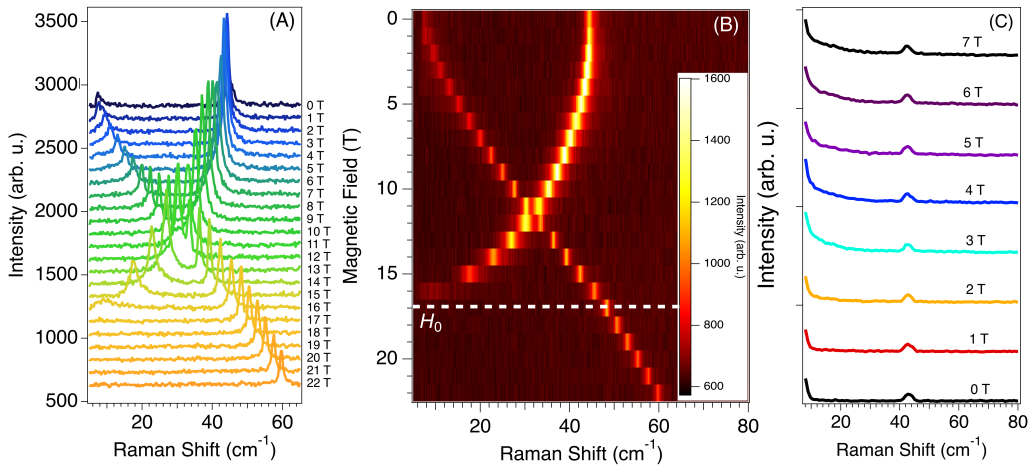 (A)
Intensity (arb. u.)
3500
3000
2500
2000
1500
1000
500
0 T
1 T
2 T
3 T
4 T
5 T
6 T
7 T
8 T
9 T
10 T
11 T
12 T
13 T
14 T
15 T
16 T
17 T
18 T
19 T
20 T
21 T
22 T
20 40 60
Raman Shift (cm⁻¹)
(B)
Magnetic Field (T)
0
5
10
15
20
H₀
1600
1400
1200
1000
800
600
Intensity (arb. u.)
20 40 60 80
Raman Shift (cm⁻¹)
(C)
Intensity (arb. u.)
7 T
6 T
5 T
4 T
3 T
2 T
1 T
0 T
20 40 60 80
Raman Shift (cm⁻¹)